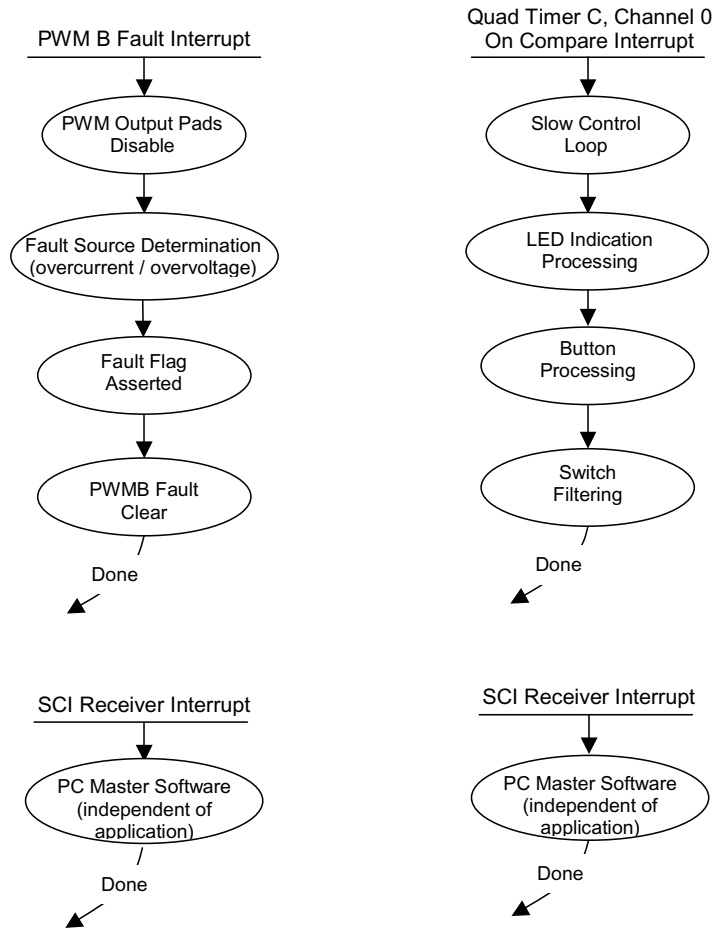 PWM B Fault Interrupt
PWM Output Pads
Disable
Fault Source Determination
(overcurrent / overvoltage)
Fault Flag
Asserted
PWMB Fault
Clear
Done
Quad Timer C, Channel 0
On Compare Interrupt
Slow Control
Loop
LED Indication
Processing
Button
Processing
Switch
Filtering
Done
SCI Receiver Interrupt
PC Master Software
(independent of
application)
Done
SCI Receiver Interrupt
PC Master Software
(independent of
application)
Done